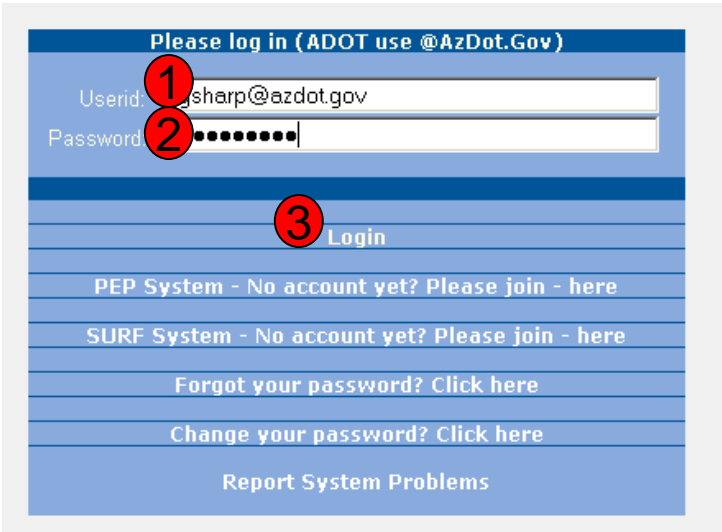 Please log in (ADOT use @AzDot.Gov)
1
Userid: gsharp@azdot.gov
Password: 2 ●●●●●●●●●
3
Login
PEP System - No account yet? Please join - here
SURF System - No account yet? Please join - here
Forgot your password? Click here
Change your password? Click here
Report System Problems